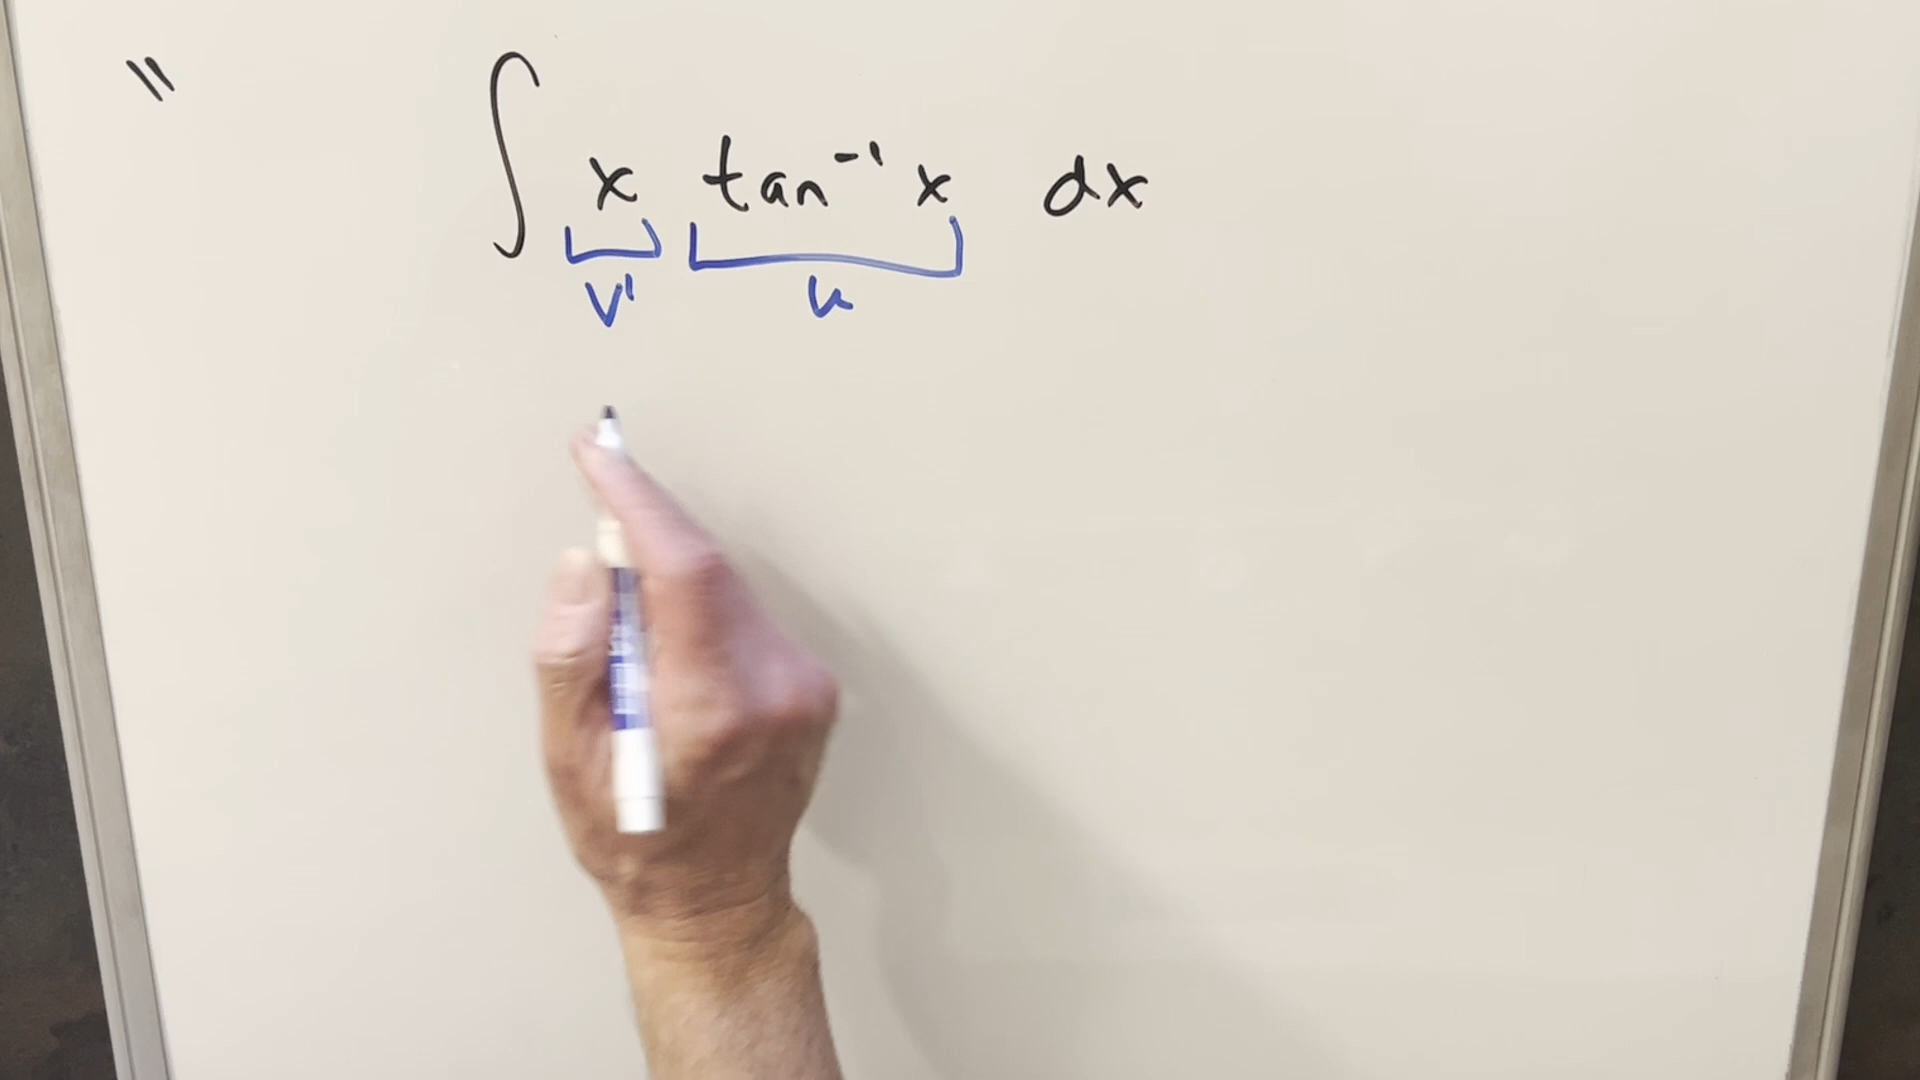 \\ ∫ x tan⁻¹ x dx
v' u